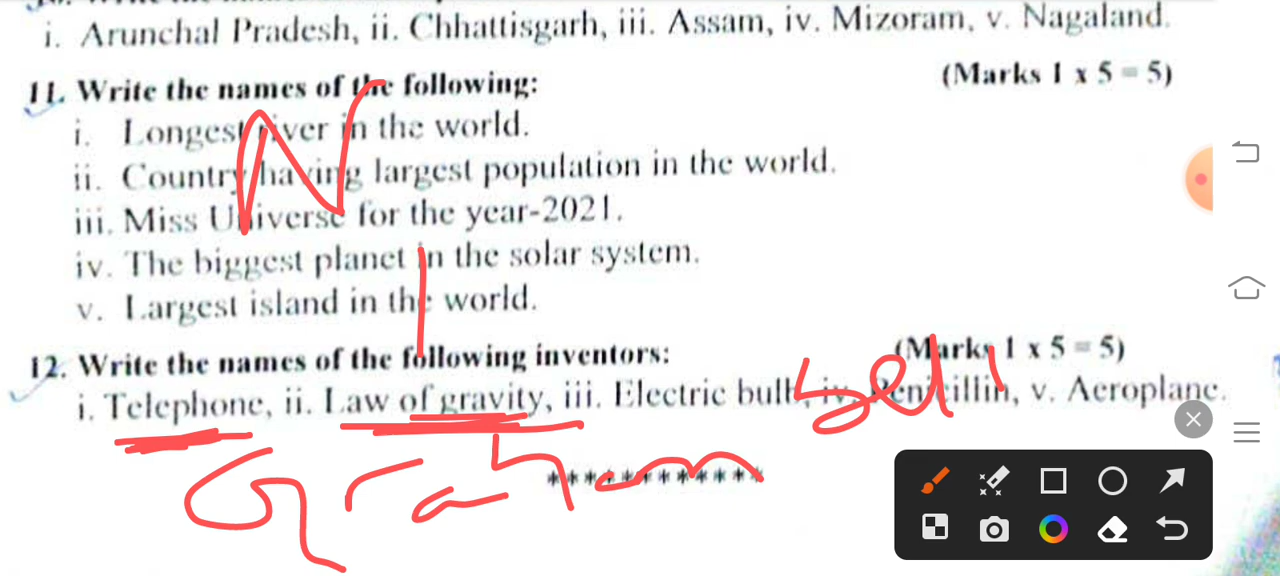 i. Arunchal Pradesh, ii. Chhattisgarh, iii. Assam, iv. Mizoram, v. Nagaland.
11. Write the names of the following: (Marks 1 x 5 = 5)
i. Longest river in the world.
ii. Country having largest population in the world.
iii. Miss Universe for the year-2021.
iv. The biggest planet in the solar system.
v. Largest island in the world.
12. Write the names of the following inventors: (Marks 1 x 5 = 5)
i. Telephone, ii. Law of gravity, iii. Electric bulb, iv. Penicillin, v. Aeroplane.
************
N
Graham